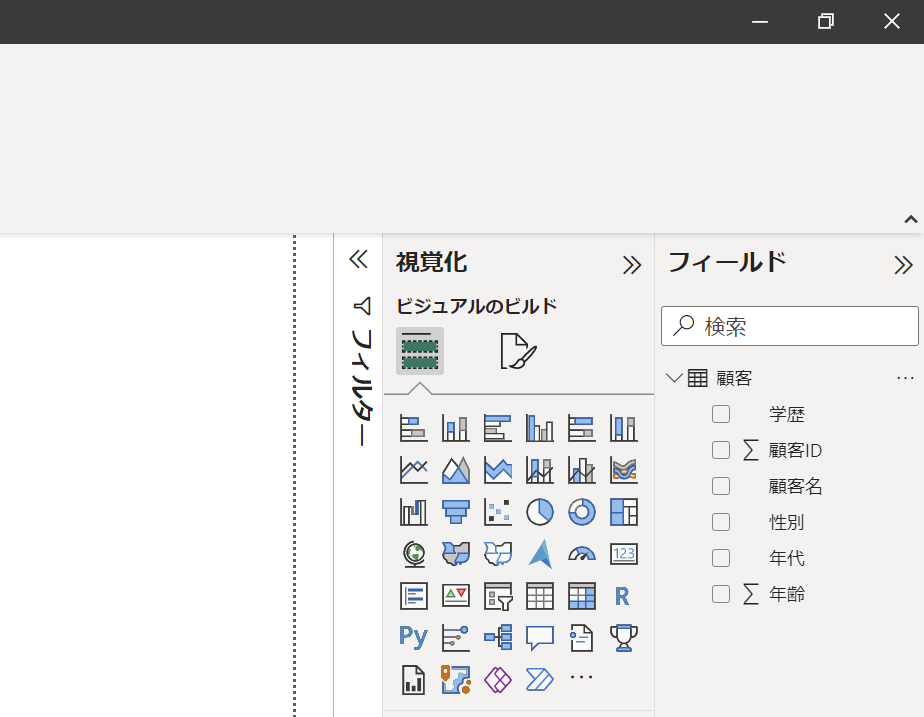 視覚化
フィールド
ビジュアルのビルド
フィルター
検索
顧客
学歴
顧客ID
顧客名
性別
年代
年齢
123
R
Py